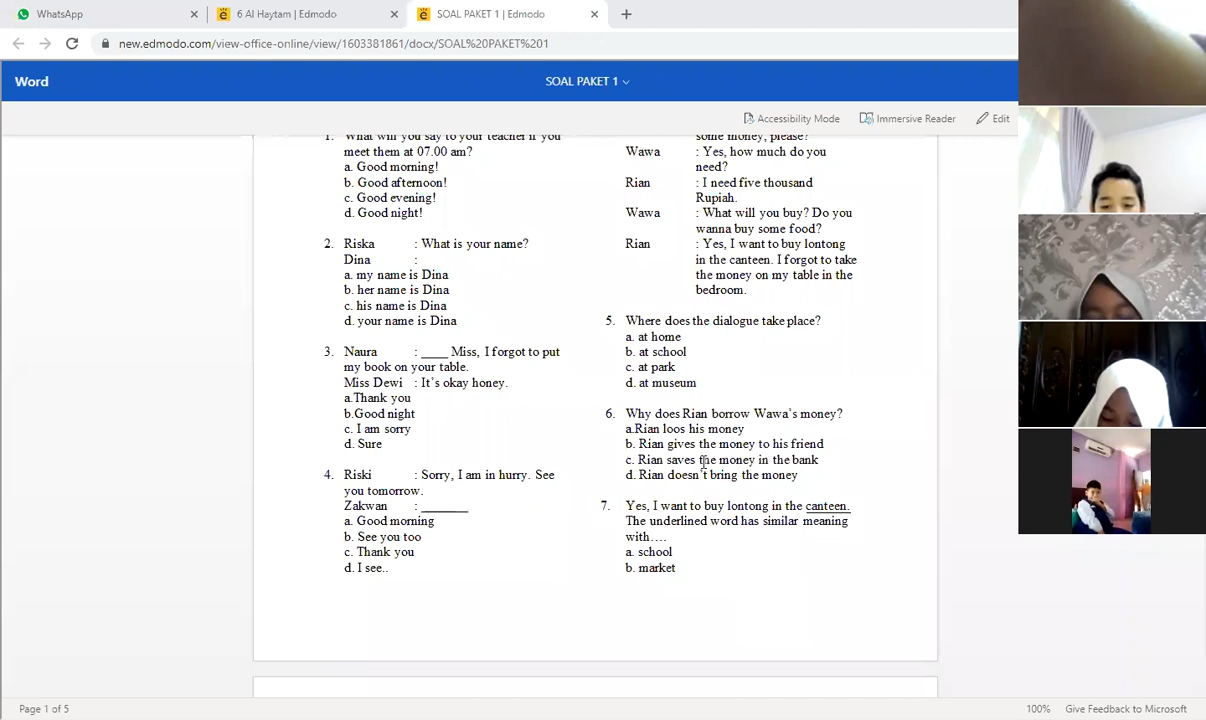 WhatsApp
6 Al Haytam | Edmodo
SOAL PAKET 1 | Edmodo
new.edmodo.com/view-office-online/view/1603381861/docx/SOAL%20PAKET%201
Word
SOAL PAKET 1
Accessibility Mode
Immersive Reader
Edit
1. What will you say to your teacher if you
meet them at 07.00 am?
a. Good morning!
b. Good afternoon!
c. Good evening!
d. Good night!
2. Riska : What is your name?
Dina :
a. my name is Dina
b. her name is Dina
c. his name is Dina
d. your name is Dina
3. Naura : ____ Miss, I forgot to put
my book on your table.
Miss Dewi : It's okay honey.
a.Thank you
b.Good night
c. I am sorry
d. Sure
4. Riski : Sorry, I am in hurry. See
you tomorrow.
Zakwan : _______
a. Good morning
b. See you too
c. Thank you
d. I see..
some money, please?
Wawa : Yes, how much do you
need?
Rian : I need five thousand
Rupiah.
Wawa : What will you buy? Do you
wanna buy some food?
Rian : Yes, I want to buy lontong
in the canteen. I forgot to take
the money on my table in the
bedroom.
5. Where does the dialogue take place?
a. at home
b. at school
c. at park
d. at museum
6. Why does Rian borrow Wawa's money?
a.Rian loos his money
b. Rian gives the money to his friend
c. Rian saves the money in the bank
d. Rian doesn't bring the money
7. Yes, I want to buy lontong in the canteen.
The underlined word has similar meaning
with….
a. school
b. market
Page 1 of 5
100%
Give Feedback to Microsoft